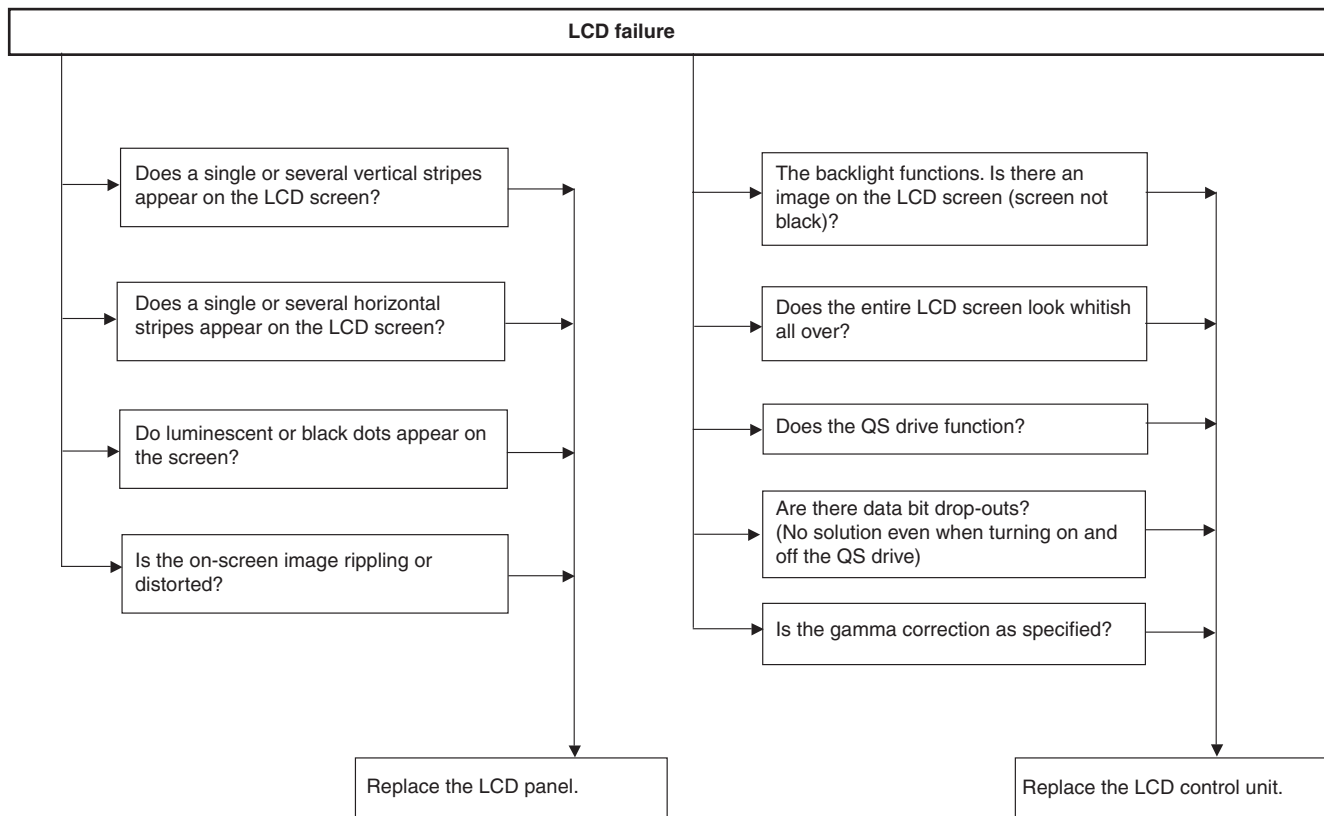 LCD failure
Does a single or several vertical stripes
appear on the LCD screen?
Does a single or several horizontal
stripes appear on the LCD screen?
Do luminescent or black dots appear on
the screen?
Is the on-screen image rippling or
distorted?
Replace the LCD panel.
The backlight functions. Is there an
image on the LCD screen (screen not
black)?
Does the entire LCD screen look whitish
all over?
Does the QS drive function?
Are there data bit drop-outs?
(No solution even when turning on and
off the QS drive)
Is the gamma correction as specified?
Replace the LCD control unit.